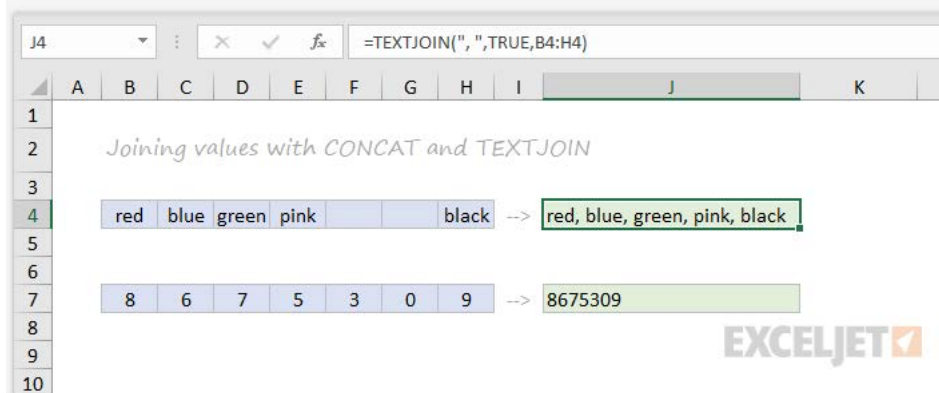 J4 fx =TEXTJOIN(", ",TRUE,B4:H4)
A B C D E F G H I J K
1
2 Joining values with CONCAT and TEXTJOIN
3
4 red blue green pink black --> red, blue, green, pink, black
5
6
7 8 6 7 5 3 0 9 --> 8675309
8
EXCELJET
9
10